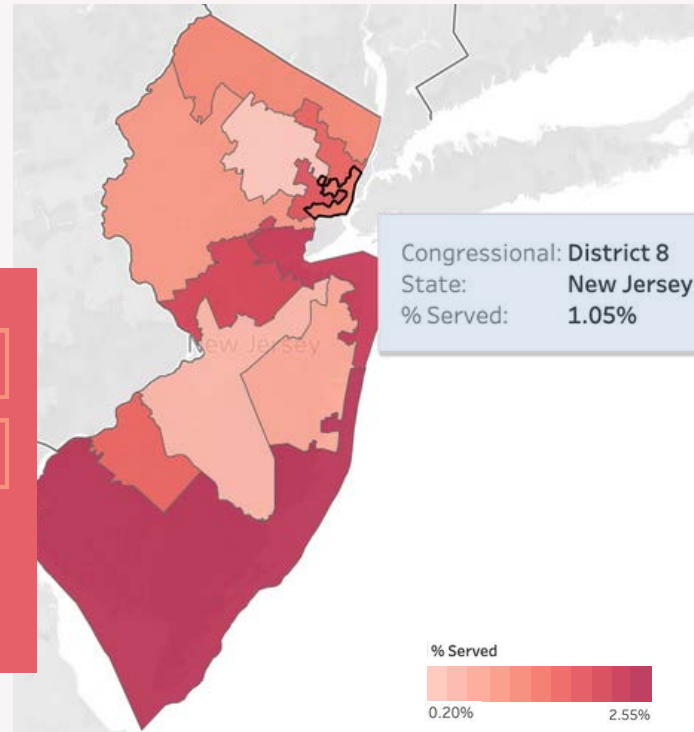 New Jersey
Congressional: District 8
State: New Jersey
% Served: 1.05%
% Served
0.20% 2.55%